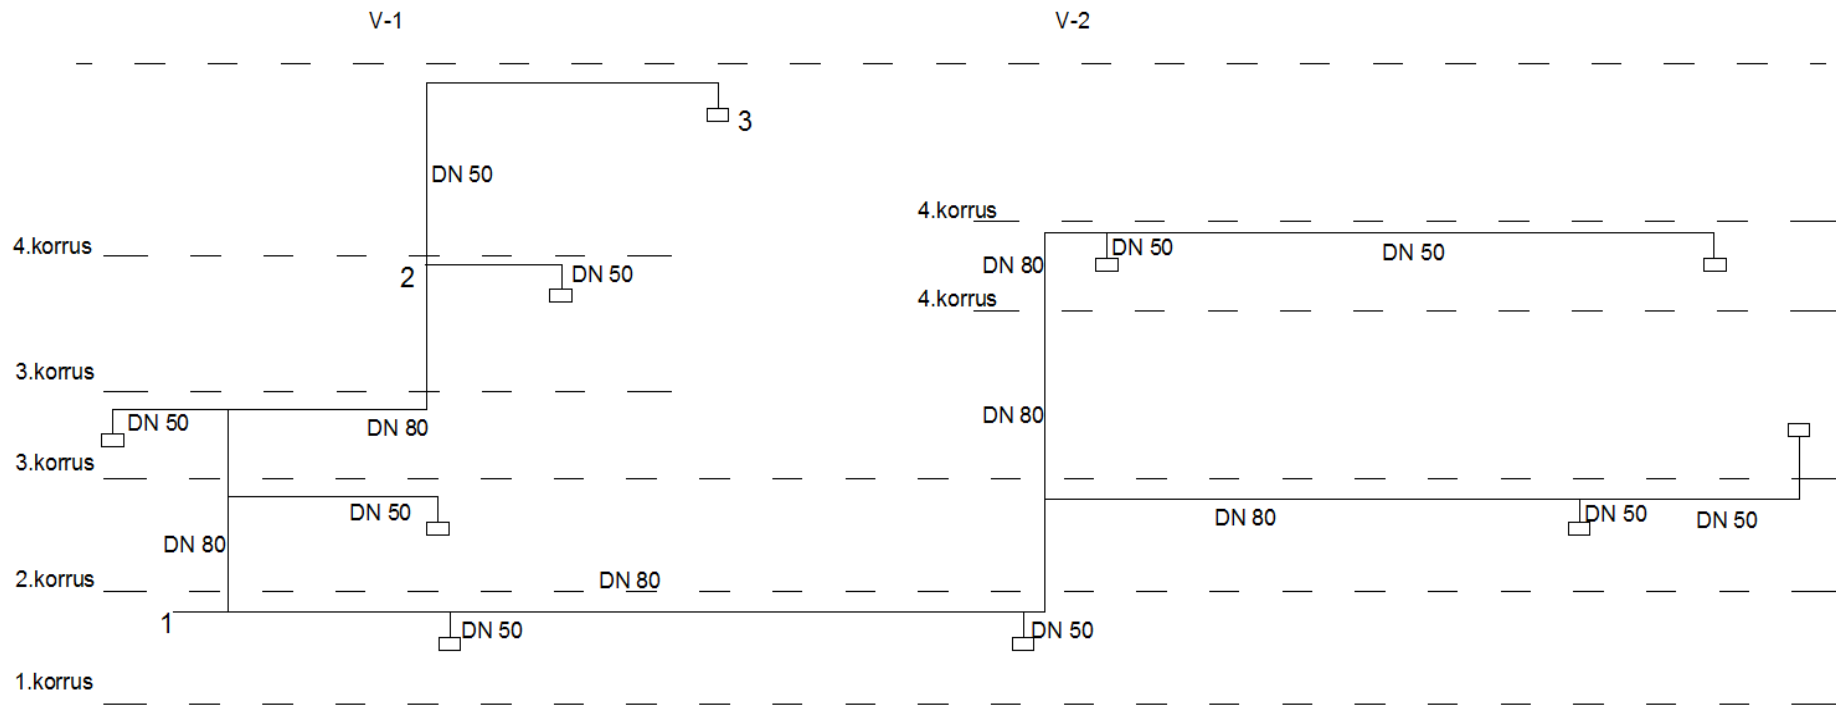 V-1 V-2
3
DN 50
4.korrus
4.korrus DN 50 DN 50
2 DN 50 DN 80
4.korrus
3.korrus
DN 50 DN 80 DN 80
3.korrus
DN 50 DN 80 DN 50 DN 50
DN 80
2.korrus DN 80
1 DN 50 DN 50
1.korrus